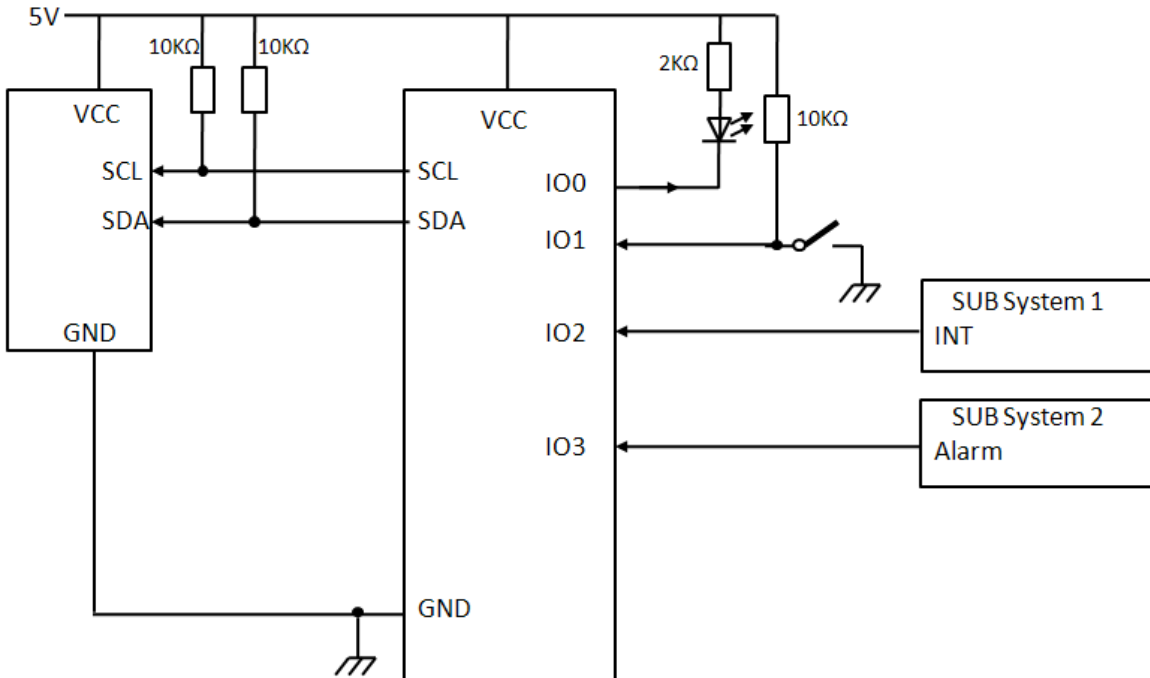 5V
10KΩ
10KΩ
2KΩ
10KΩ
VCC
VCC
SCL
SCL
IO0
SDA
SDA
IO1
SUB System 1
GND
IO2
INT
SUB System 2
IO3
Alarm
GND